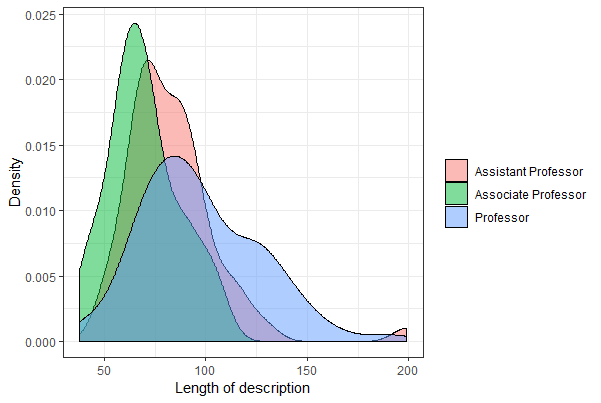 0.025
0.020
0.015
0.010
0.005
0.000
Density
50
100
150
200
Length of description
Assistant Professor
Associate Professor
Professor